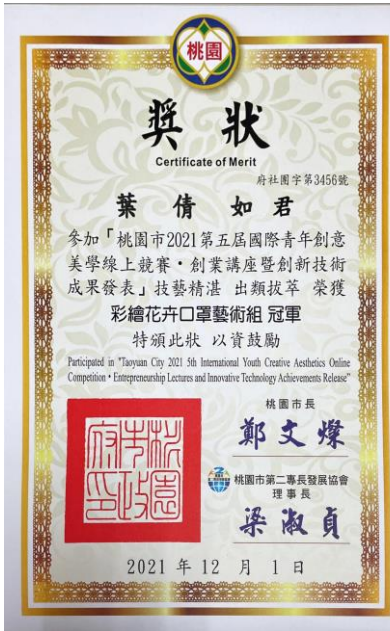 桃園
獎狀
Certificate of Merit
府社團字第3456號
葉倩如君
參加「桃園市2021第五屆國際青年創意
美學線上競賽・創業講座暨創新技術
成果發表」技藝精湛 出類拔萃 榮獲
彩繪花卉口罩藝術組 冠軍
特頒此狀 以資鼓勵
Participated in "Taoyuan City 2021 5th International Youth Creative Aesthetics Online
Competition・Entrepreneurship Lectures and Innovative Technology Achievements Release"
桃園市長
鄭文燦
桃園市政府印
桃園市第二專長發展協會
理事長
梁淑貞
2021 年 12 月 1 日